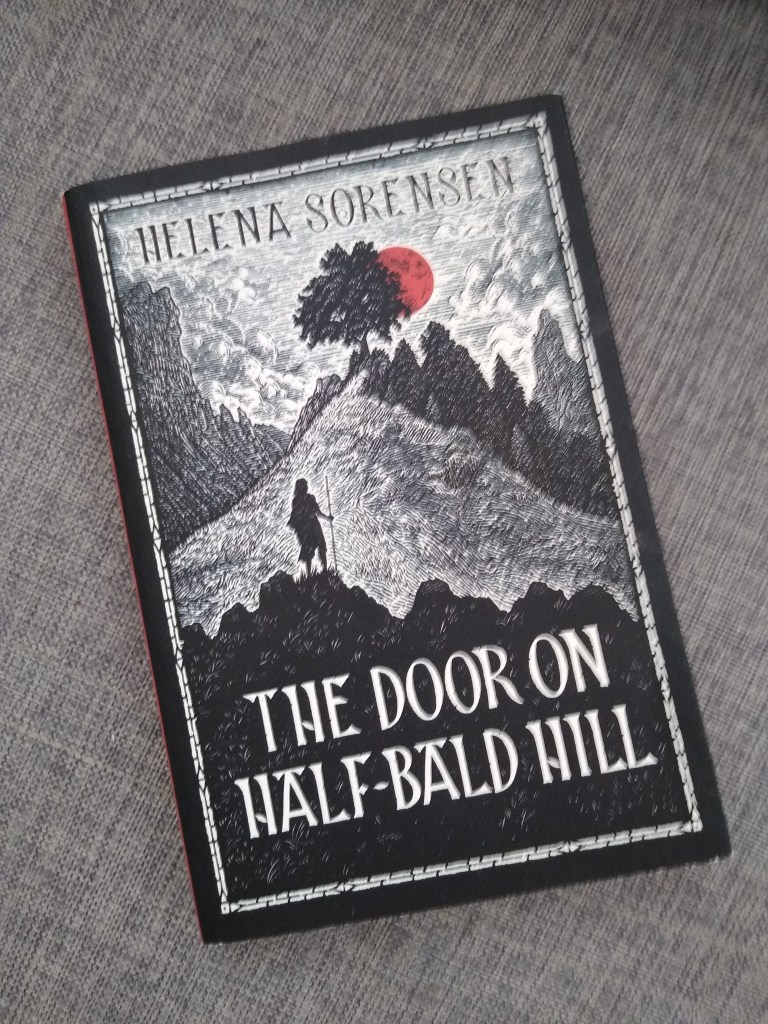 HELENA SORENSEN
THE DOOR ON
HALF-BALD HILL